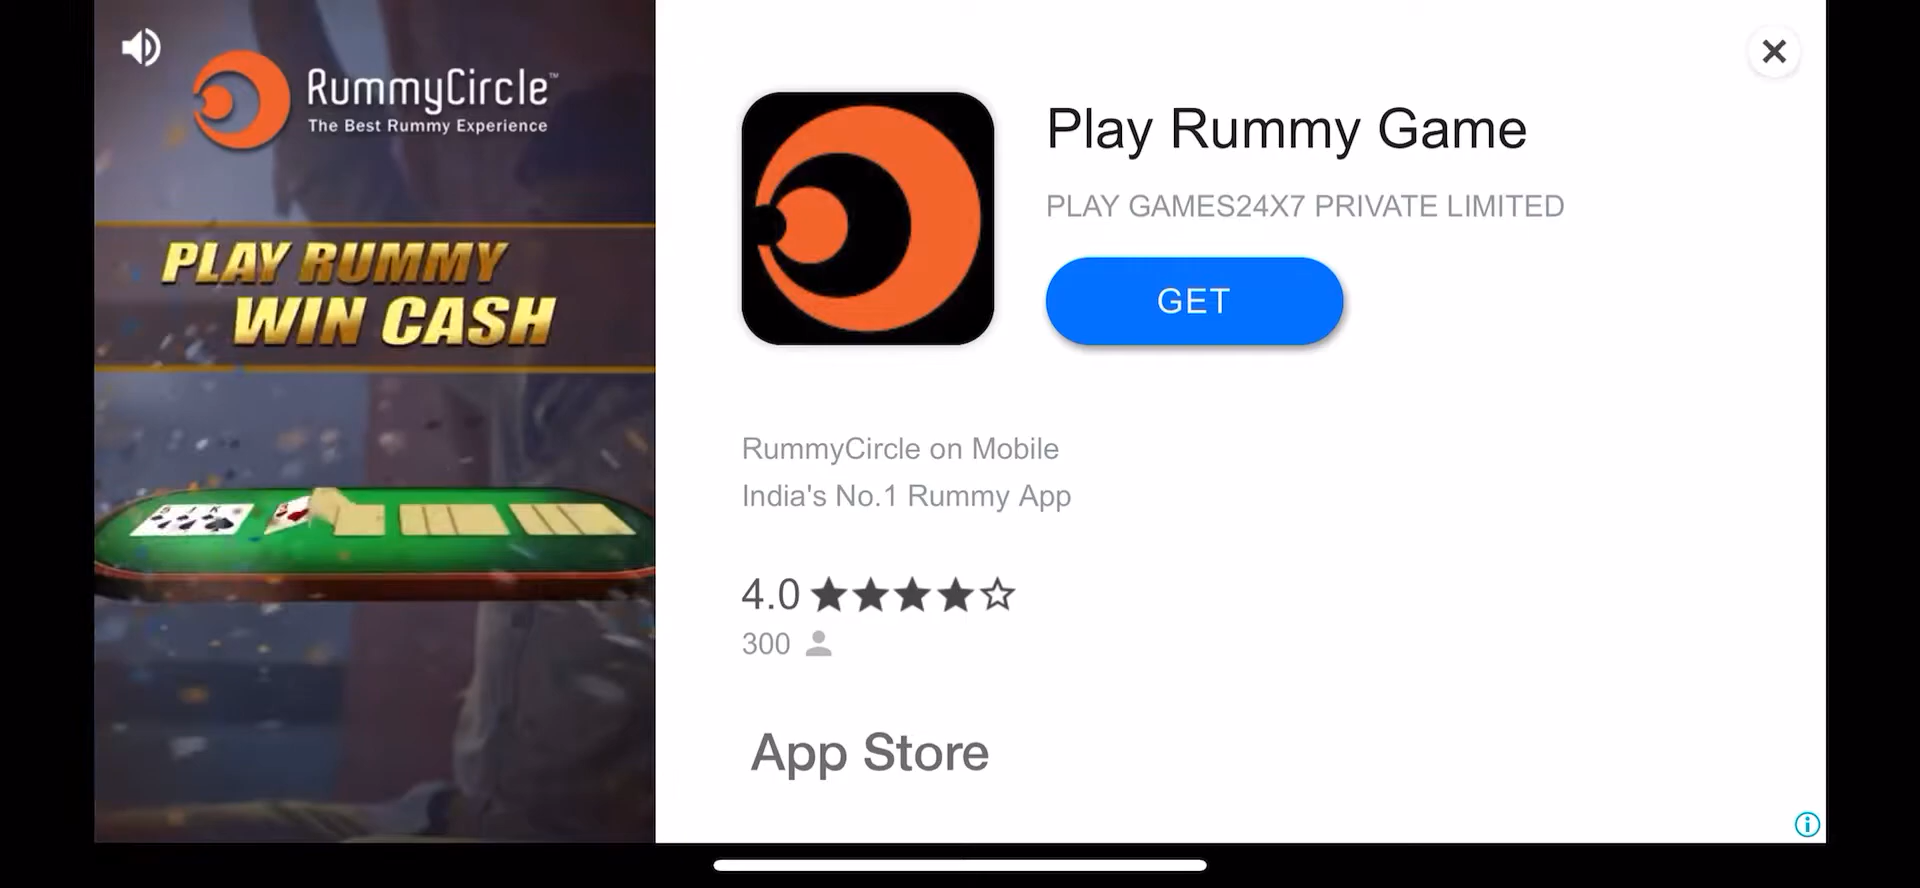 RummyCircle™
The Best Rummy Experience
PLAY RUMMY
WIN CASH
Play Rummy Game
PLAY GAMES24X7 PRIVATE LIMITED
GET
RummyCircle on Mobile
India's No.1 Rummy App
4.0
300
App Store